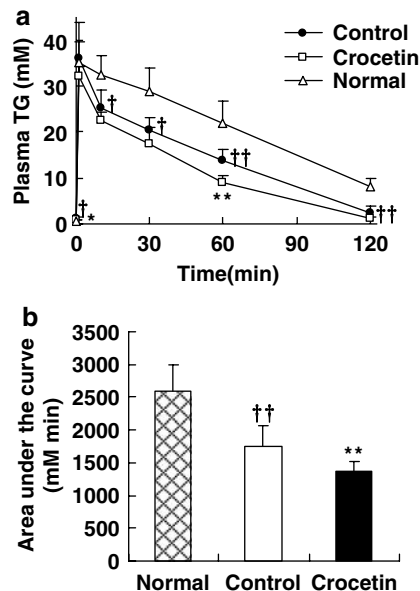 a
Control
Crocetin
Normal
Plasma TG (mM)
40
30
20
10
0
†
†
††
††
†*
**
0 30 60 90 120
Time(min)
b
Area under the curve
(mM min)
3500
3000
2500
2000
1500
1000
500
0
††
**
Normal Control Crocetin